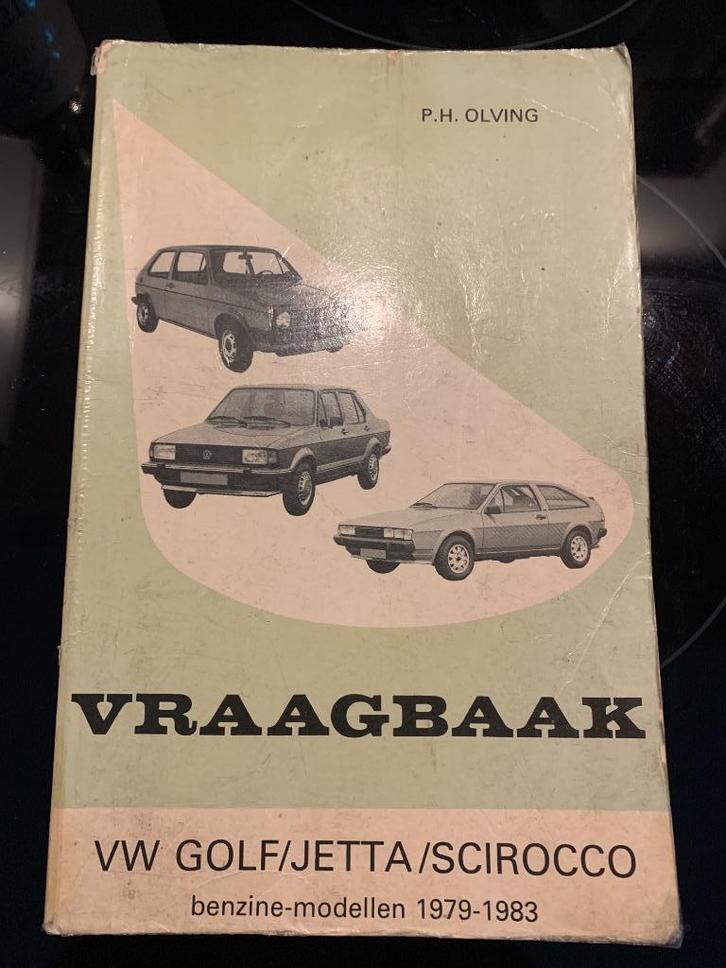 P.H. OLVING
VRAAGBAAK
VW GOLF/JETTA/SCIROCCO
benzine-modellen 1979-1983